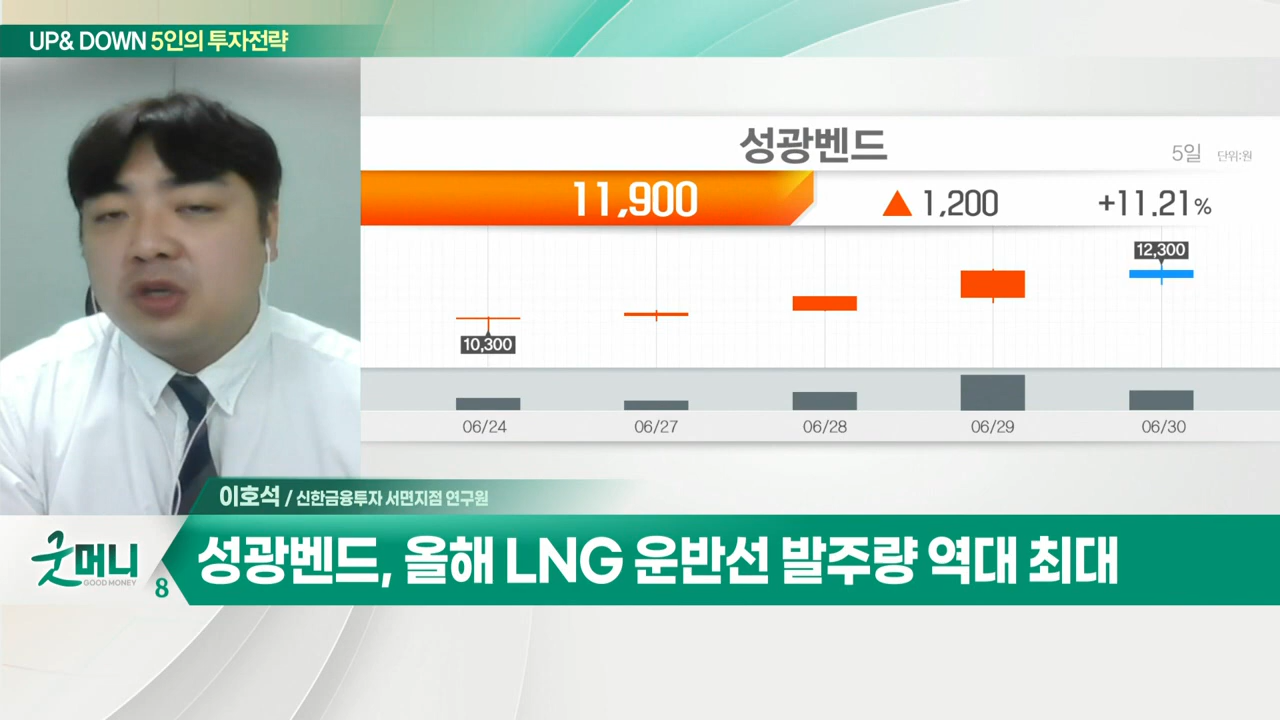 UP& DOWN 5인의 투자전략
성광벤드
5일 단위:원
11,900 ▲ 1,200 +11.21%
12,300
10,300
06/24 06/27 06/28 06/29 06/30
이호석 / 신한금융투자 서면지점 연구원
굿머니
GOOD MONEY
8
성광벤드, 올해 LNG 운반선 발주량 역대 최대